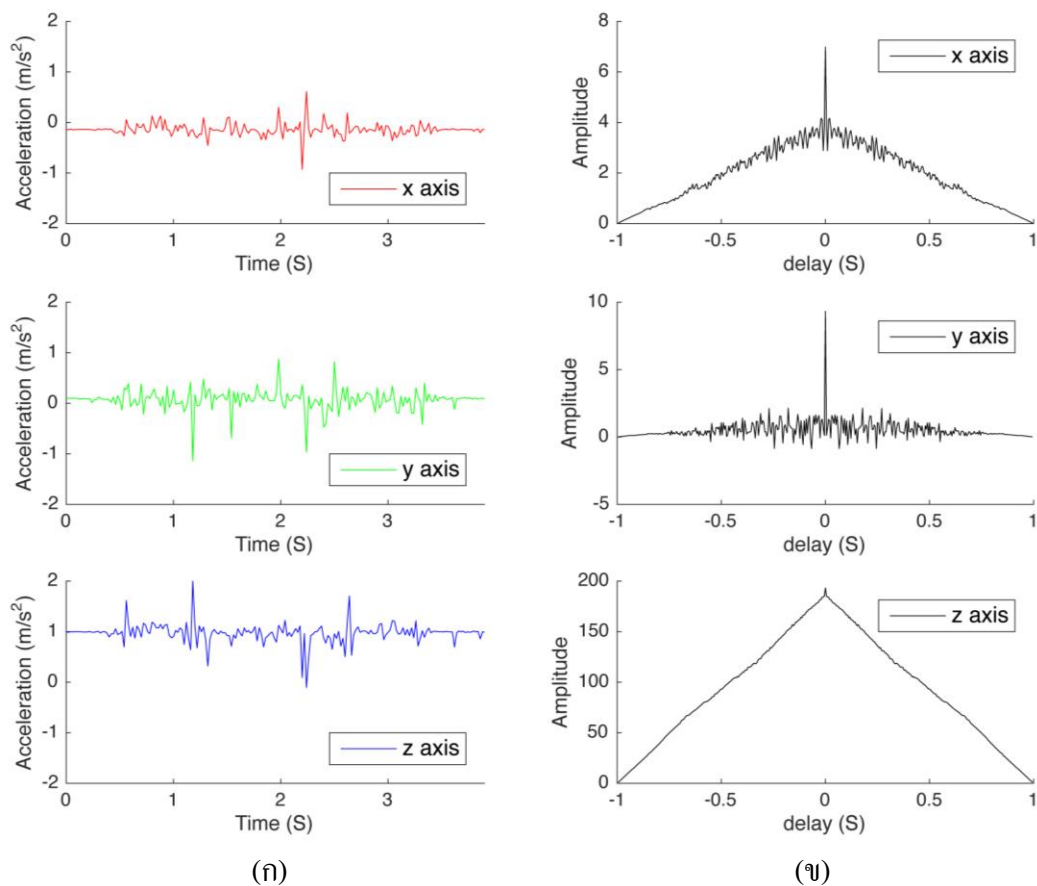 2
1
0
-1
-2
Acceleration (m/s²)
x axis
0 1 2 3
Time (S)
8
6
4
2
0
Amplitude
x axis
-1 -0.5 0 0.5 1
delay (S)
2
1
0
-1
-2
Acceleration (m/s²)
y axis
0 1 2 3
Time (S)
10
5
0
-5
Amplitude
y axis
-1 -0.5 0 0.5 1
delay (S)
2
1
0
-1
-2
Acceleration (m/s²)
z axis
0 1 2 3
Time (S)
200
150
100
50
0
Amplitude
z axis
-1 -0.5 0 0.5 1
delay (S)
(ก) (ข)